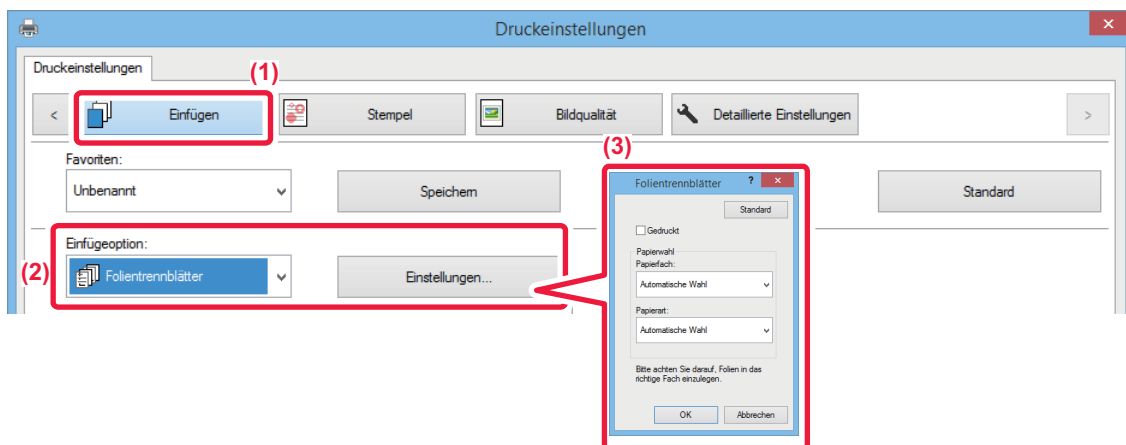 Druckeinstellungen
Druckeinstellungen
(1)
< Einfügen Stempel Bildqualität Detaillierte Einstellungen >
(3)
Favoriten:
Unbenannt Speichern Standard
Einfügeoption:
(2) Folientrennblätter Einstellungen...
Folientrennblätter ?
Standard
Gedruckt
Papierwahl
Papierfach:
Automatische Wahl
Papierart:
Automatische Wahl
Bitte achten Sie darauf, Folien in das
richtige Fach einzulegen.
OK Abbrechen